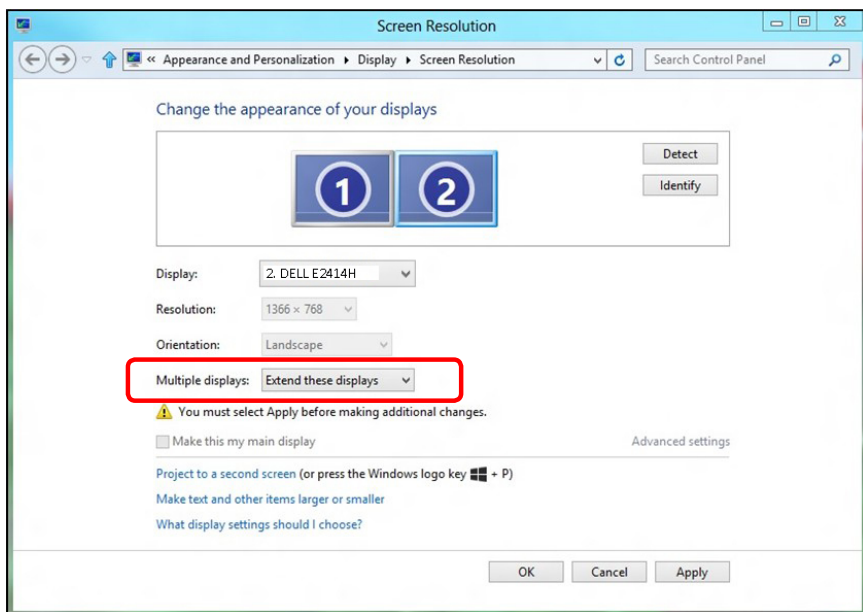 Screen Resolution
« Appearance and Personalization Display Screen Resolution Search Control Panel
Change the appearance of your displays
1 2
Detect
Identify
Display: 2. DELL E2414H
Resolution: 1366 × 768
Orientation: Landscape
Multiple displays: Extend these displays
You must select Apply before making additional changes.
Make this my main display Advanced settings
Project to a second screen (or press the Windows logo key + P)
Make text and other items larger or smaller
What display settings should I choose?
OK Cancel Apply